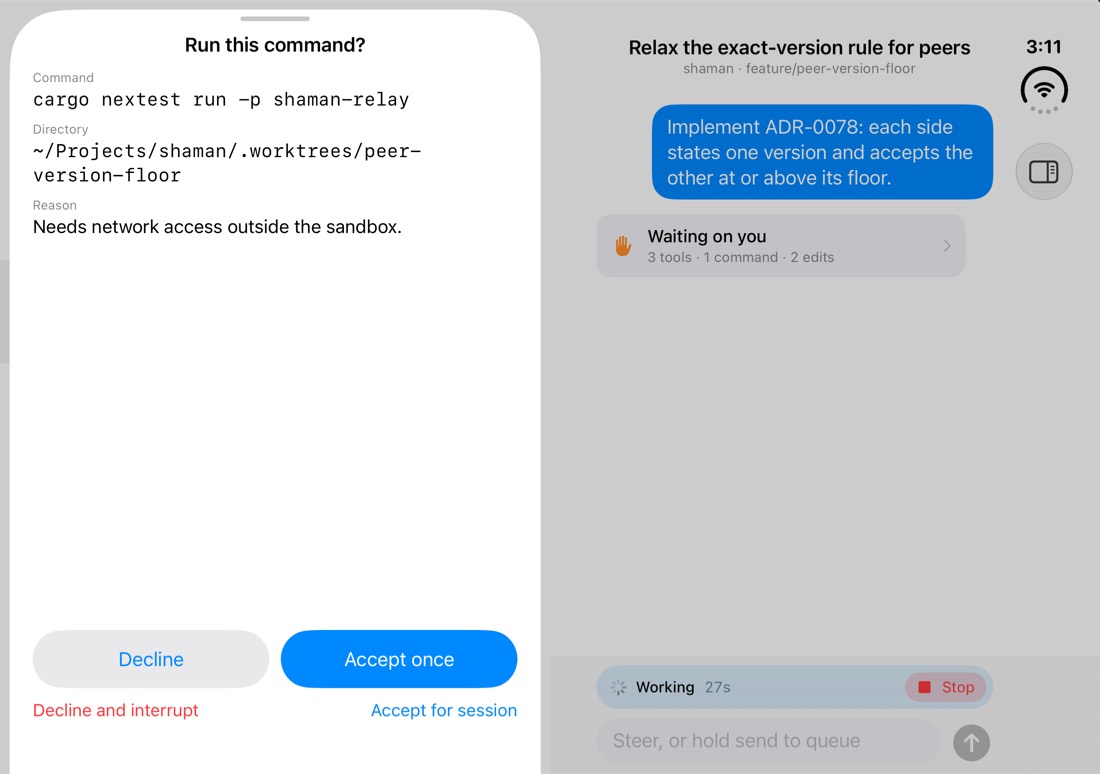 Run this command?
Command
cargo nextest run -p shaman-relay
Directory
~/Projects/shaman/.worktrees/peer-
version-floor
Reason
Needs network access outside the sandbox.
Decline
Accept once
Decline and interrupt
Accept for session
Relax the exact-version rule for peers
shaman · feature/peer-version-floor
3:11
Implement ADR-0078: each side
states one version and accepts the
other at or above its floor.
Waiting on you
3 tools · 1 command · 2 edits
Working 27s
Stop
Steer, or hold send to queue